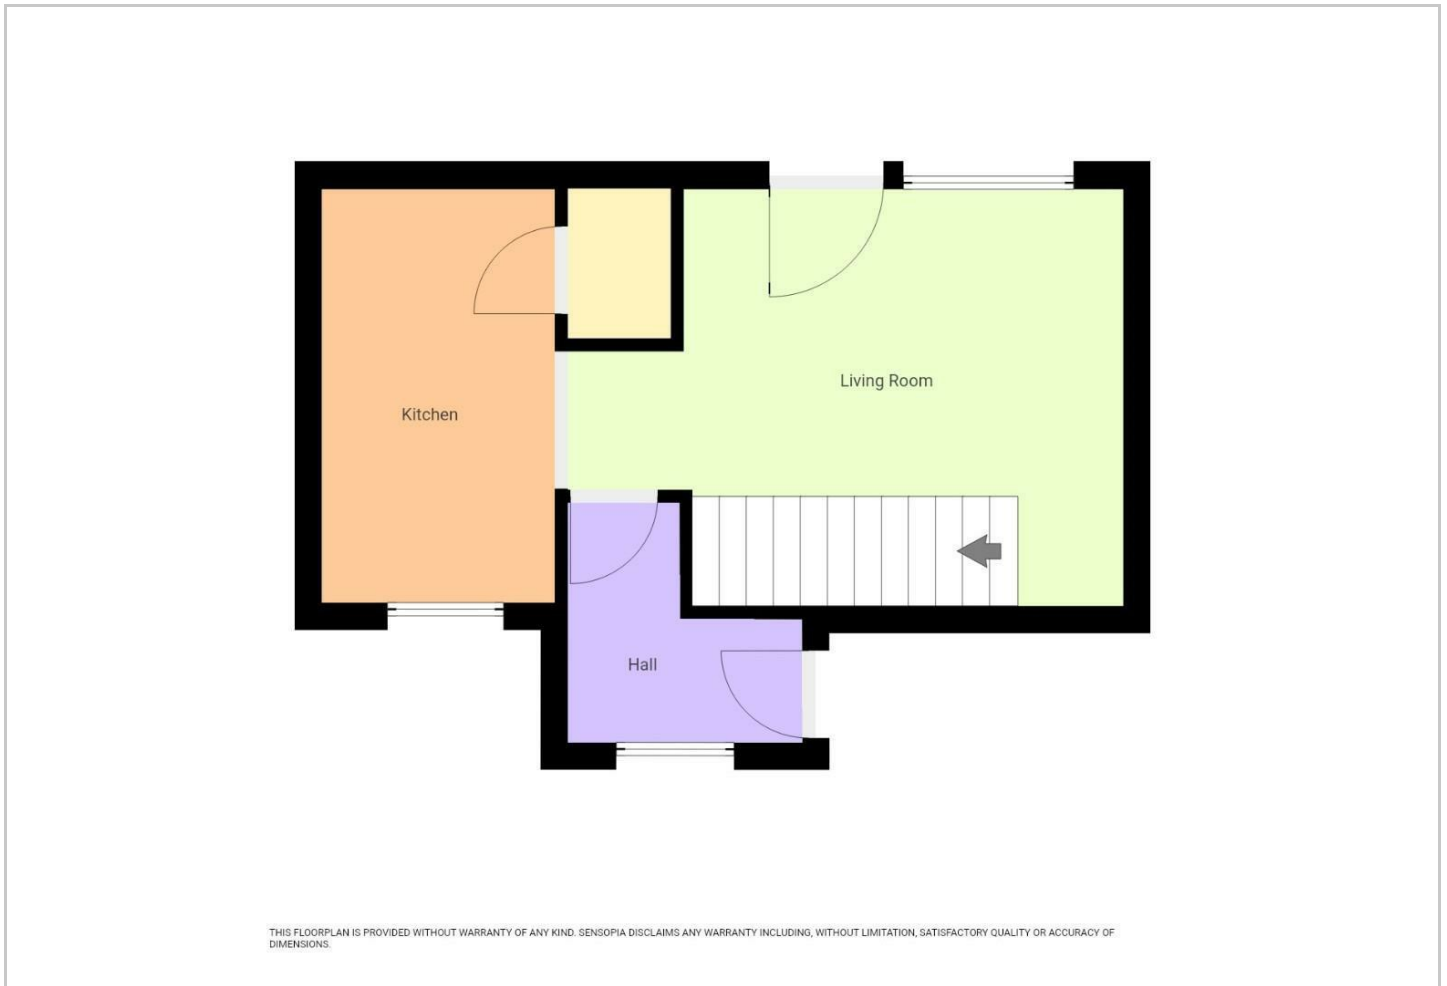 Living Room
Kitchen
Hall
THIS FLOORPLAN IS PROVIDED WITHOUT WARRANTY OF ANY KIND. SENSOPIA DISCLAIMS ANY WARRANTY INCLUDING, WITHOUT LIMITATION, SATISFACTORY QUALITY OR ACCURACY OF
DIMENSIONS.